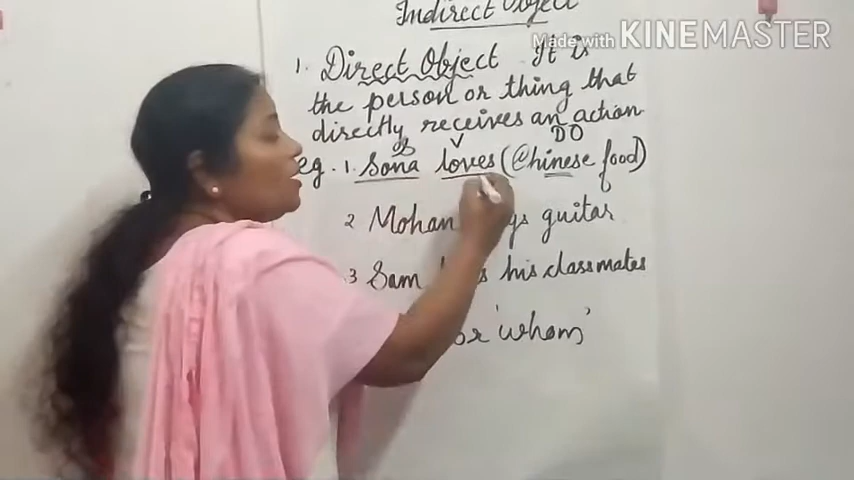 Indirect Object
Made with KINEMASTER
1. Direct Object It is
the person or thing that
directly receives an action.
V DO
eg. 1. Sona loves (Chinese food)
2 Mohan guitar
3 Sam his classmates
or 'whom'